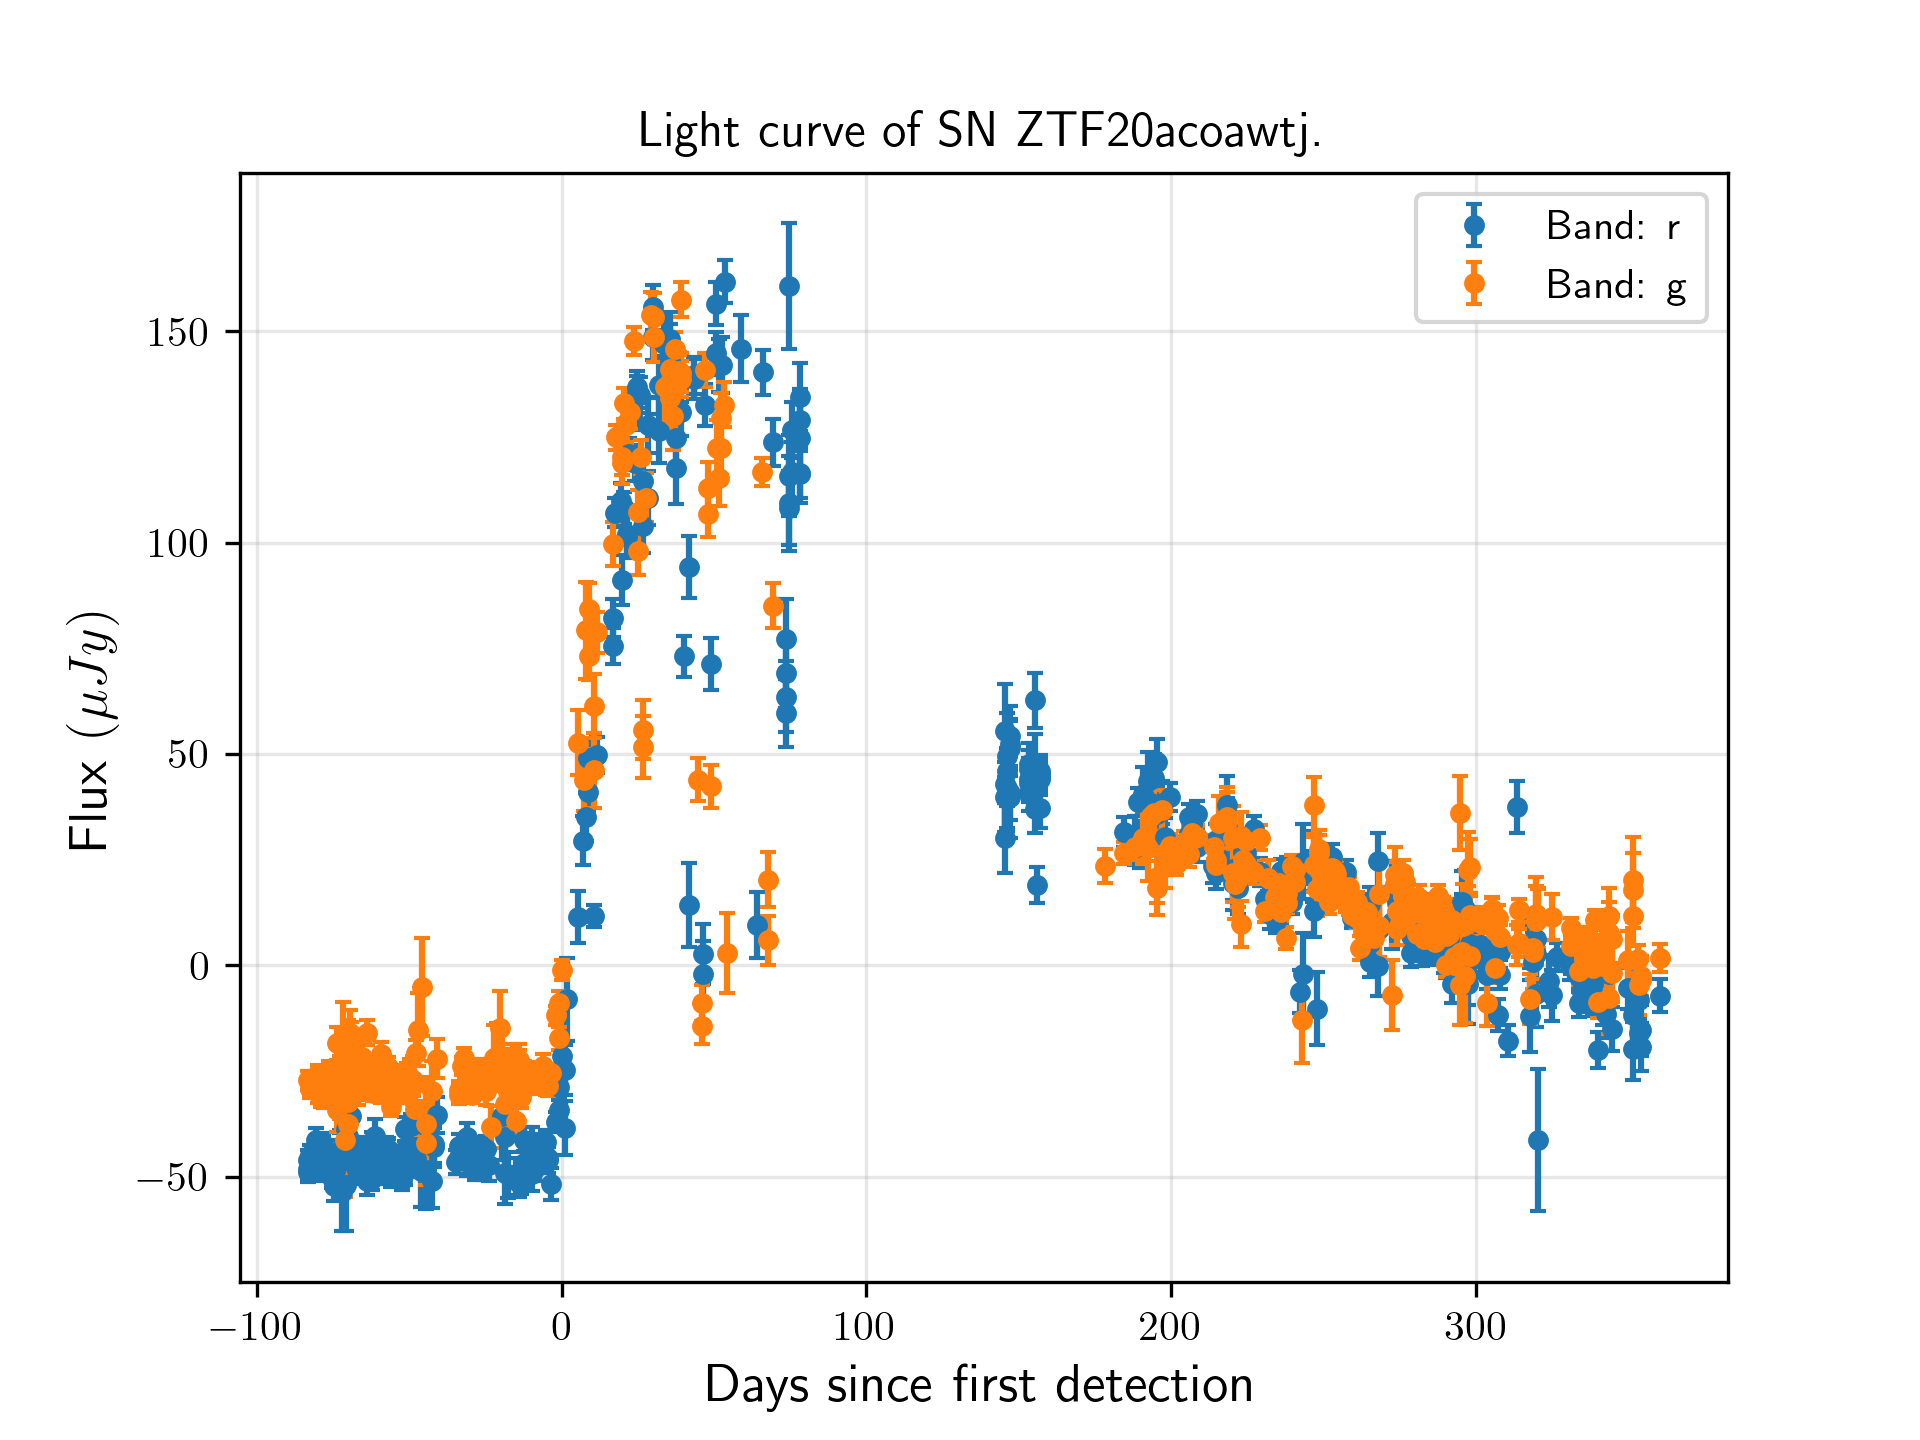 Light curve of SN ZTF20acoawtj.
Band: r
Band: g
150
100
50
0
−50
Flux (μJy)
−100 0 100 200 300
Days since first detection